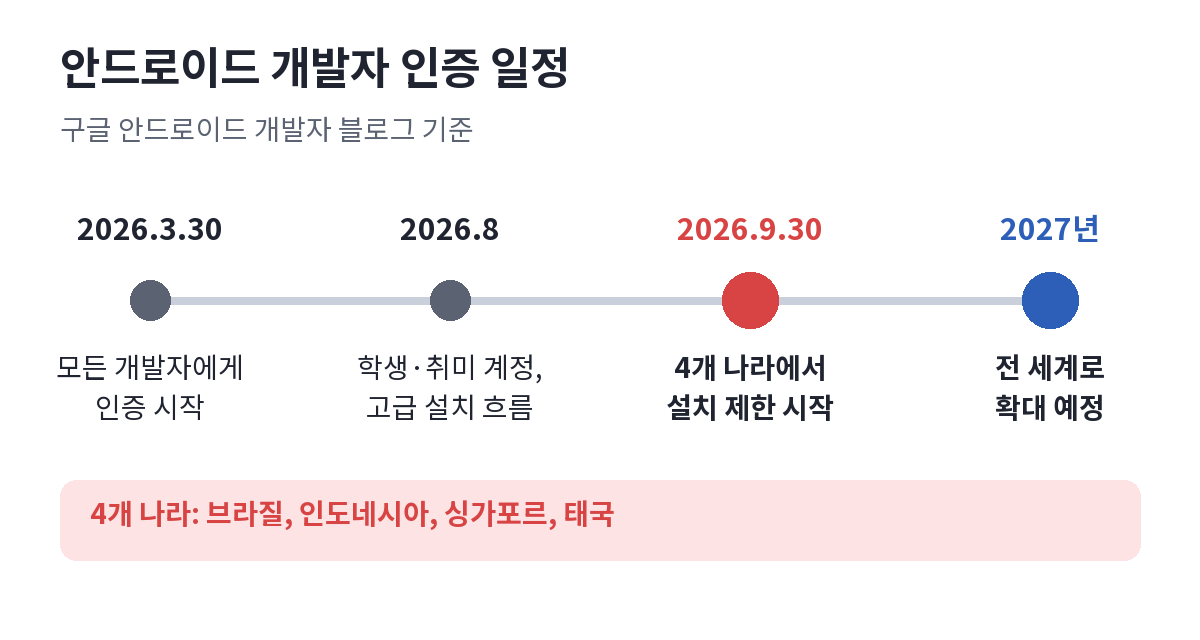 안드로이드 개발자 인증 일정
구글 안드로이드 개발자 블로그 기준
2026.3.30
모든 개발자에게
인증 시작
2026.8
학생·취미 계정,
고급 설치 흐름
2026.9.30
4개 나라에서
설치 제한 시작
2027년
전 세계로
확대 예정
4개 나라: 브라질, 인도네시아, 싱가포르, 태국